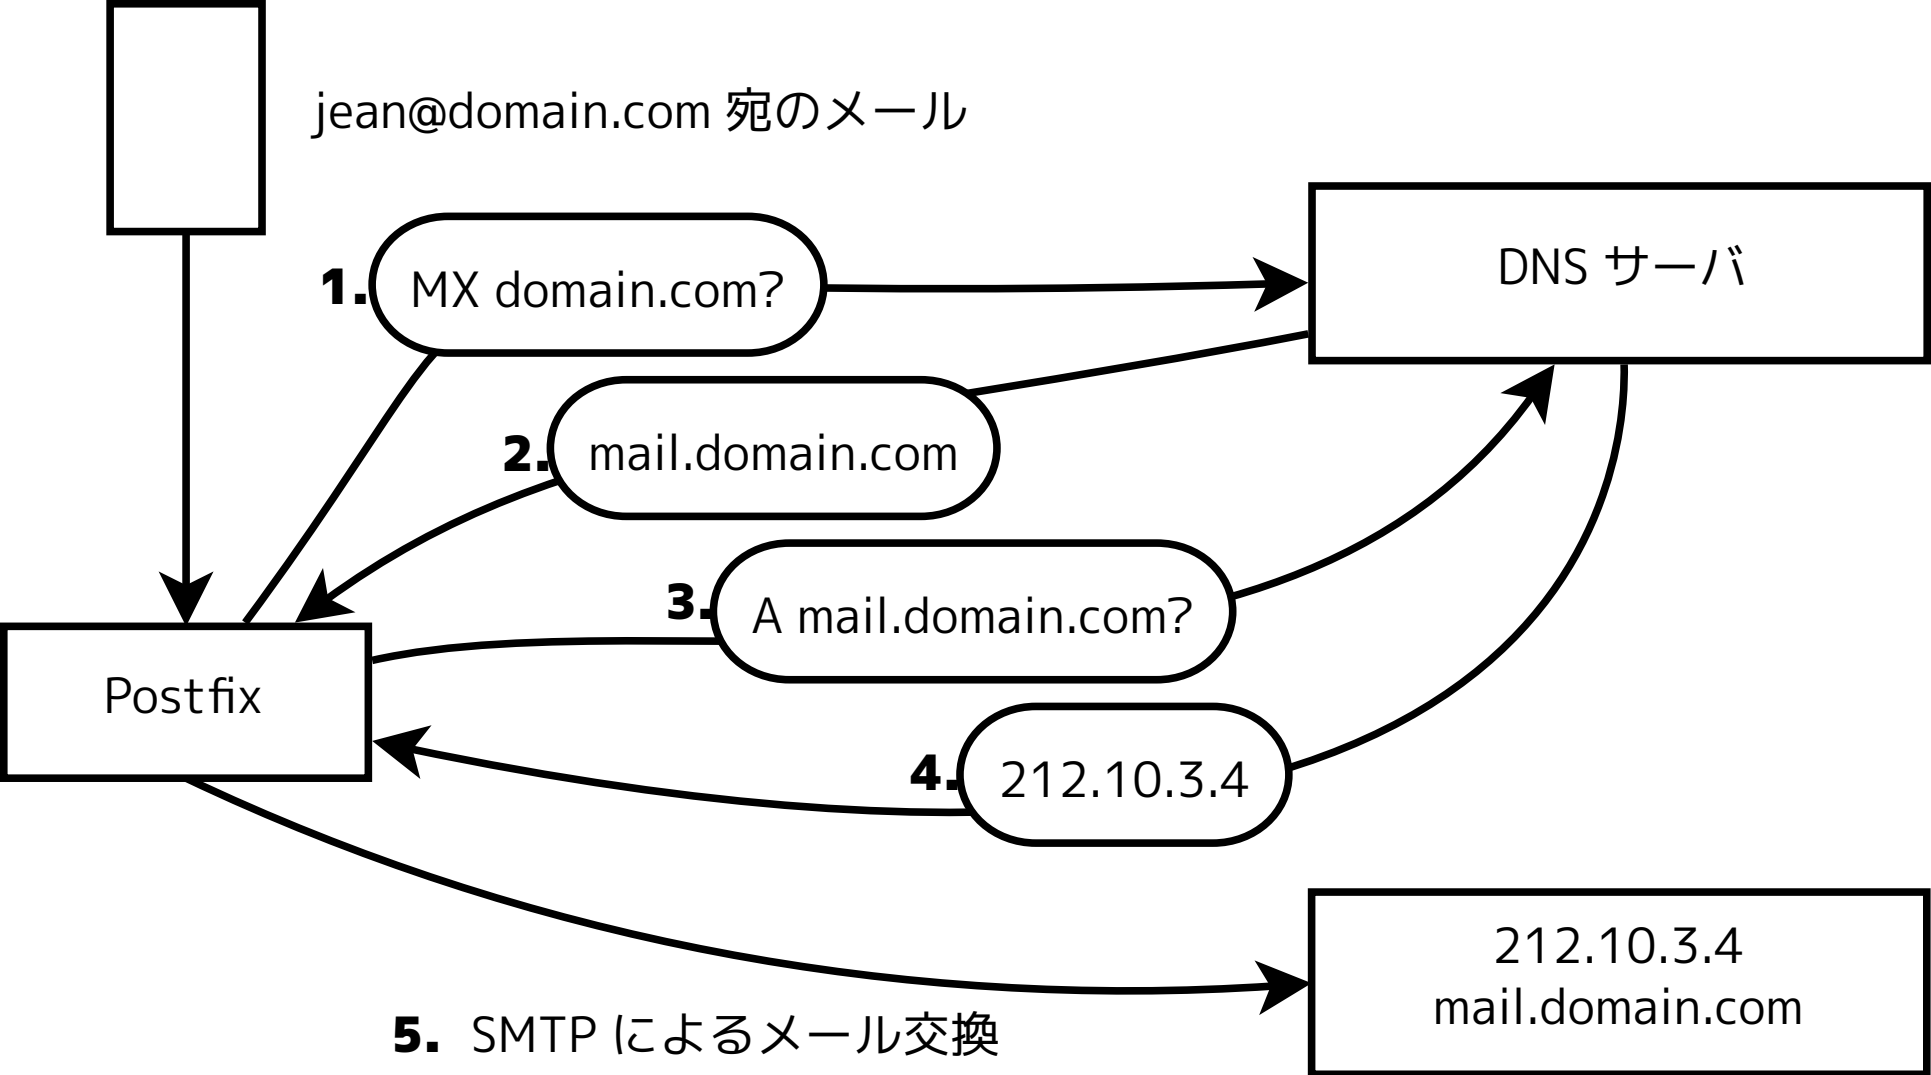 jean@domain.com 宛のメール
1. MX domain.com?
DNS サーバ
2. mail.domain.com
3. A mail.domain.com?
Postfix
4. 212.10.3.4
212.10.3.4
mail.domain.com
5. SMTP によるメール交換